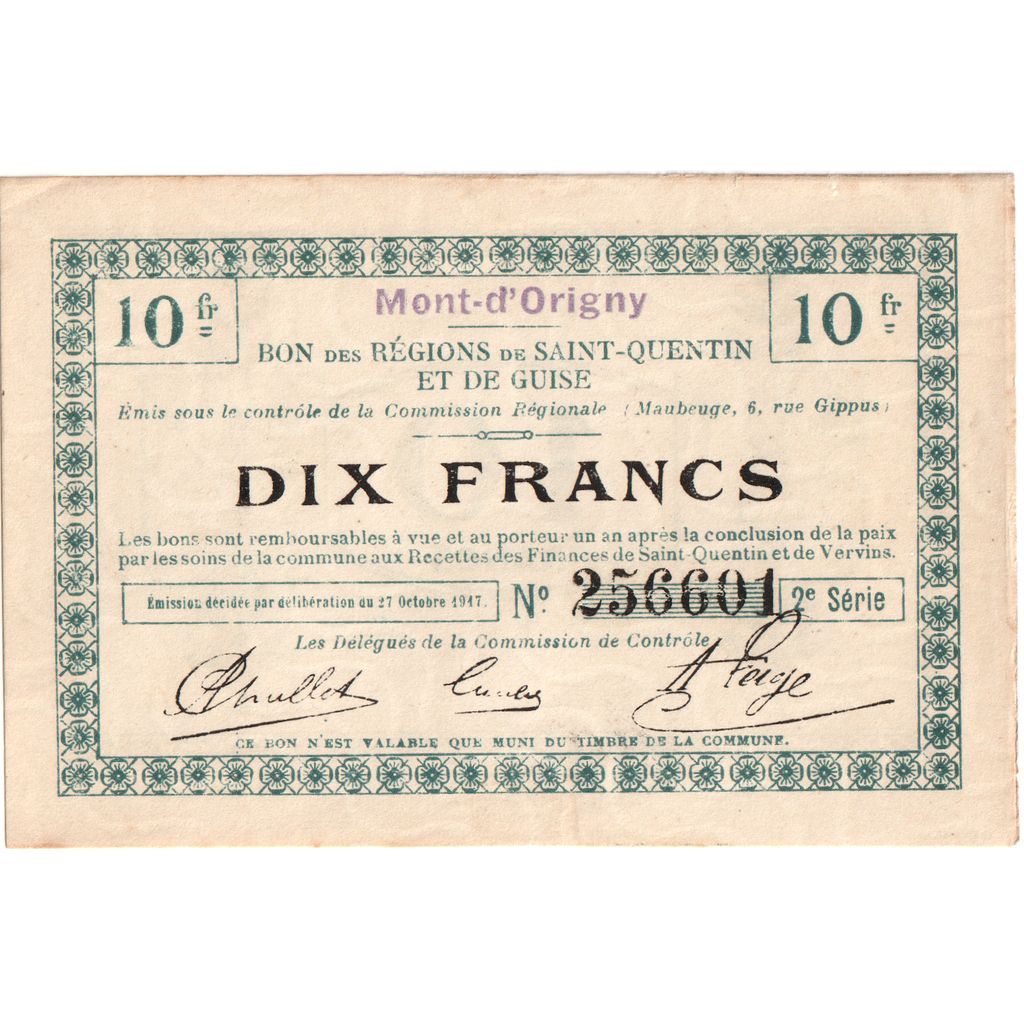 10 fr
Mont-d'Origny
10 fr
BON DES RÉGIONS DE SAINT-QUENTIN
ET DE GUISE
Émis sous le contrôle de la Commission Régionale (Maubeuge, 6, rue Gippus)
DIX FRANCS
Les bons sont remboursables à vue et au porteur un an après la conclusion de la paix
par les soins de la commune aux Recettes des Finances de Saint-Quentin et de Vervins.
Émission décidée par délibération du 27 Octobre 1917.
No. 256601
2e Série
Les Délégués de la Commission de Contrôle
CE BON N'EST VALABLE QUE MUNI DU TIMBRE DE LA COMMUNE.